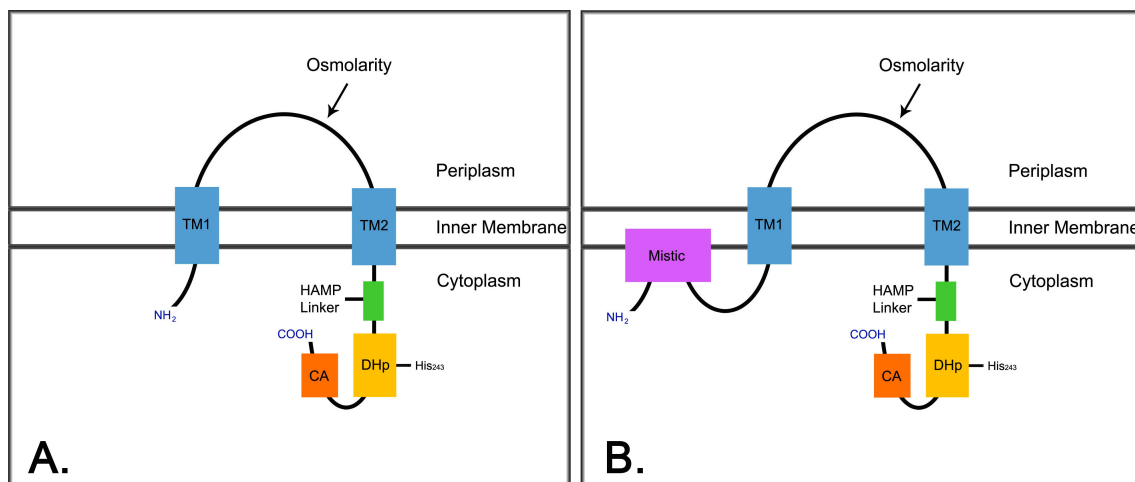 Osmolarity
Periplasm
TM1
TM2
Inner Membrane
Cytoplasm
HAMP
Linker
NH2
COOH
CA
DHp
His243
A.
Osmolarity
Periplasm
TM1
TM2
Inner Membrane
Mistic
Cytoplasm
HAMP
Linker
NH2
COOH
CA
DHp
His243
B.